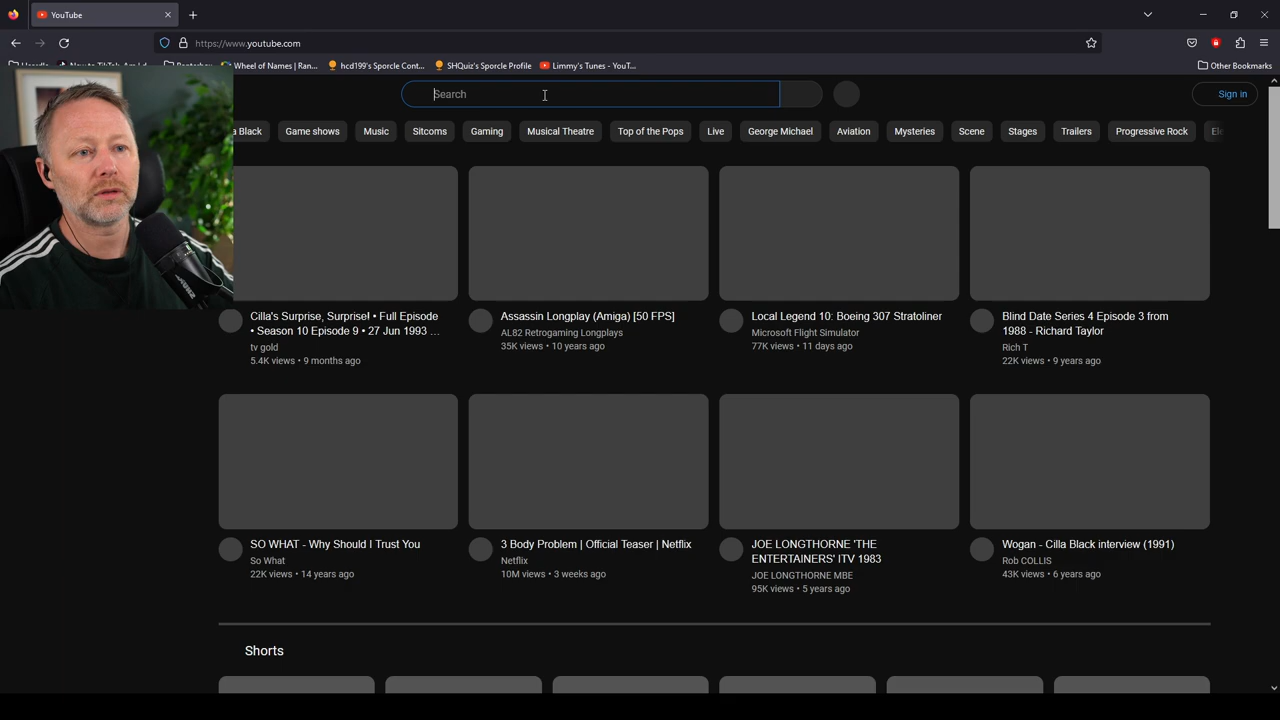 YouTube
https://www.youtube.com
Wheel of Names | Ran...
hcd199's Sporcle Cont...
SHQuiz's Sporcle Profile
Limmy's Tunes - YouT...
Other Bookmarks
Search
Sign in
Black
Game shows
Music
Sitcoms
Gaming
Musical Theatre
Top of the Pops
Live
George Michael
Aviation
Mysteries
Scene
Stages
Trailers
Progressive Rock
Cilla's Surprise, Surprise! • Full Episode
• Season 10 Episode 9 • 27 Jun 1993 ...
tv gold
5.4K views • 9 months ago
Assassin Longplay (Amiga) [50 FPS]
AL82 Retrogaming Longplays
35K views • 10 years ago
Local Legend 10: Boeing 307 Stratoliner
Microsoft Flight Simulator
77K views • 11 days ago
Blind Date Series 4 Episode 3 from
1988 - Richard Taylor
Rich T
22K views • 9 years ago
SO WHAT - Why Should I Trust You
So What
22K views • 14 years ago
3 Body Problem | Official Teaser | Netflix
Netflix
10M views • 3 weeks ago
JOE LONGTHORNE 'THE
ENTERTAINERS' ITV 1983
JOE LONGTHORNE MBE
95K views • 5 years ago
Wogan - Cilla Black interview (1991)
Rob COLLIS
43K views • 6 years ago
Shorts